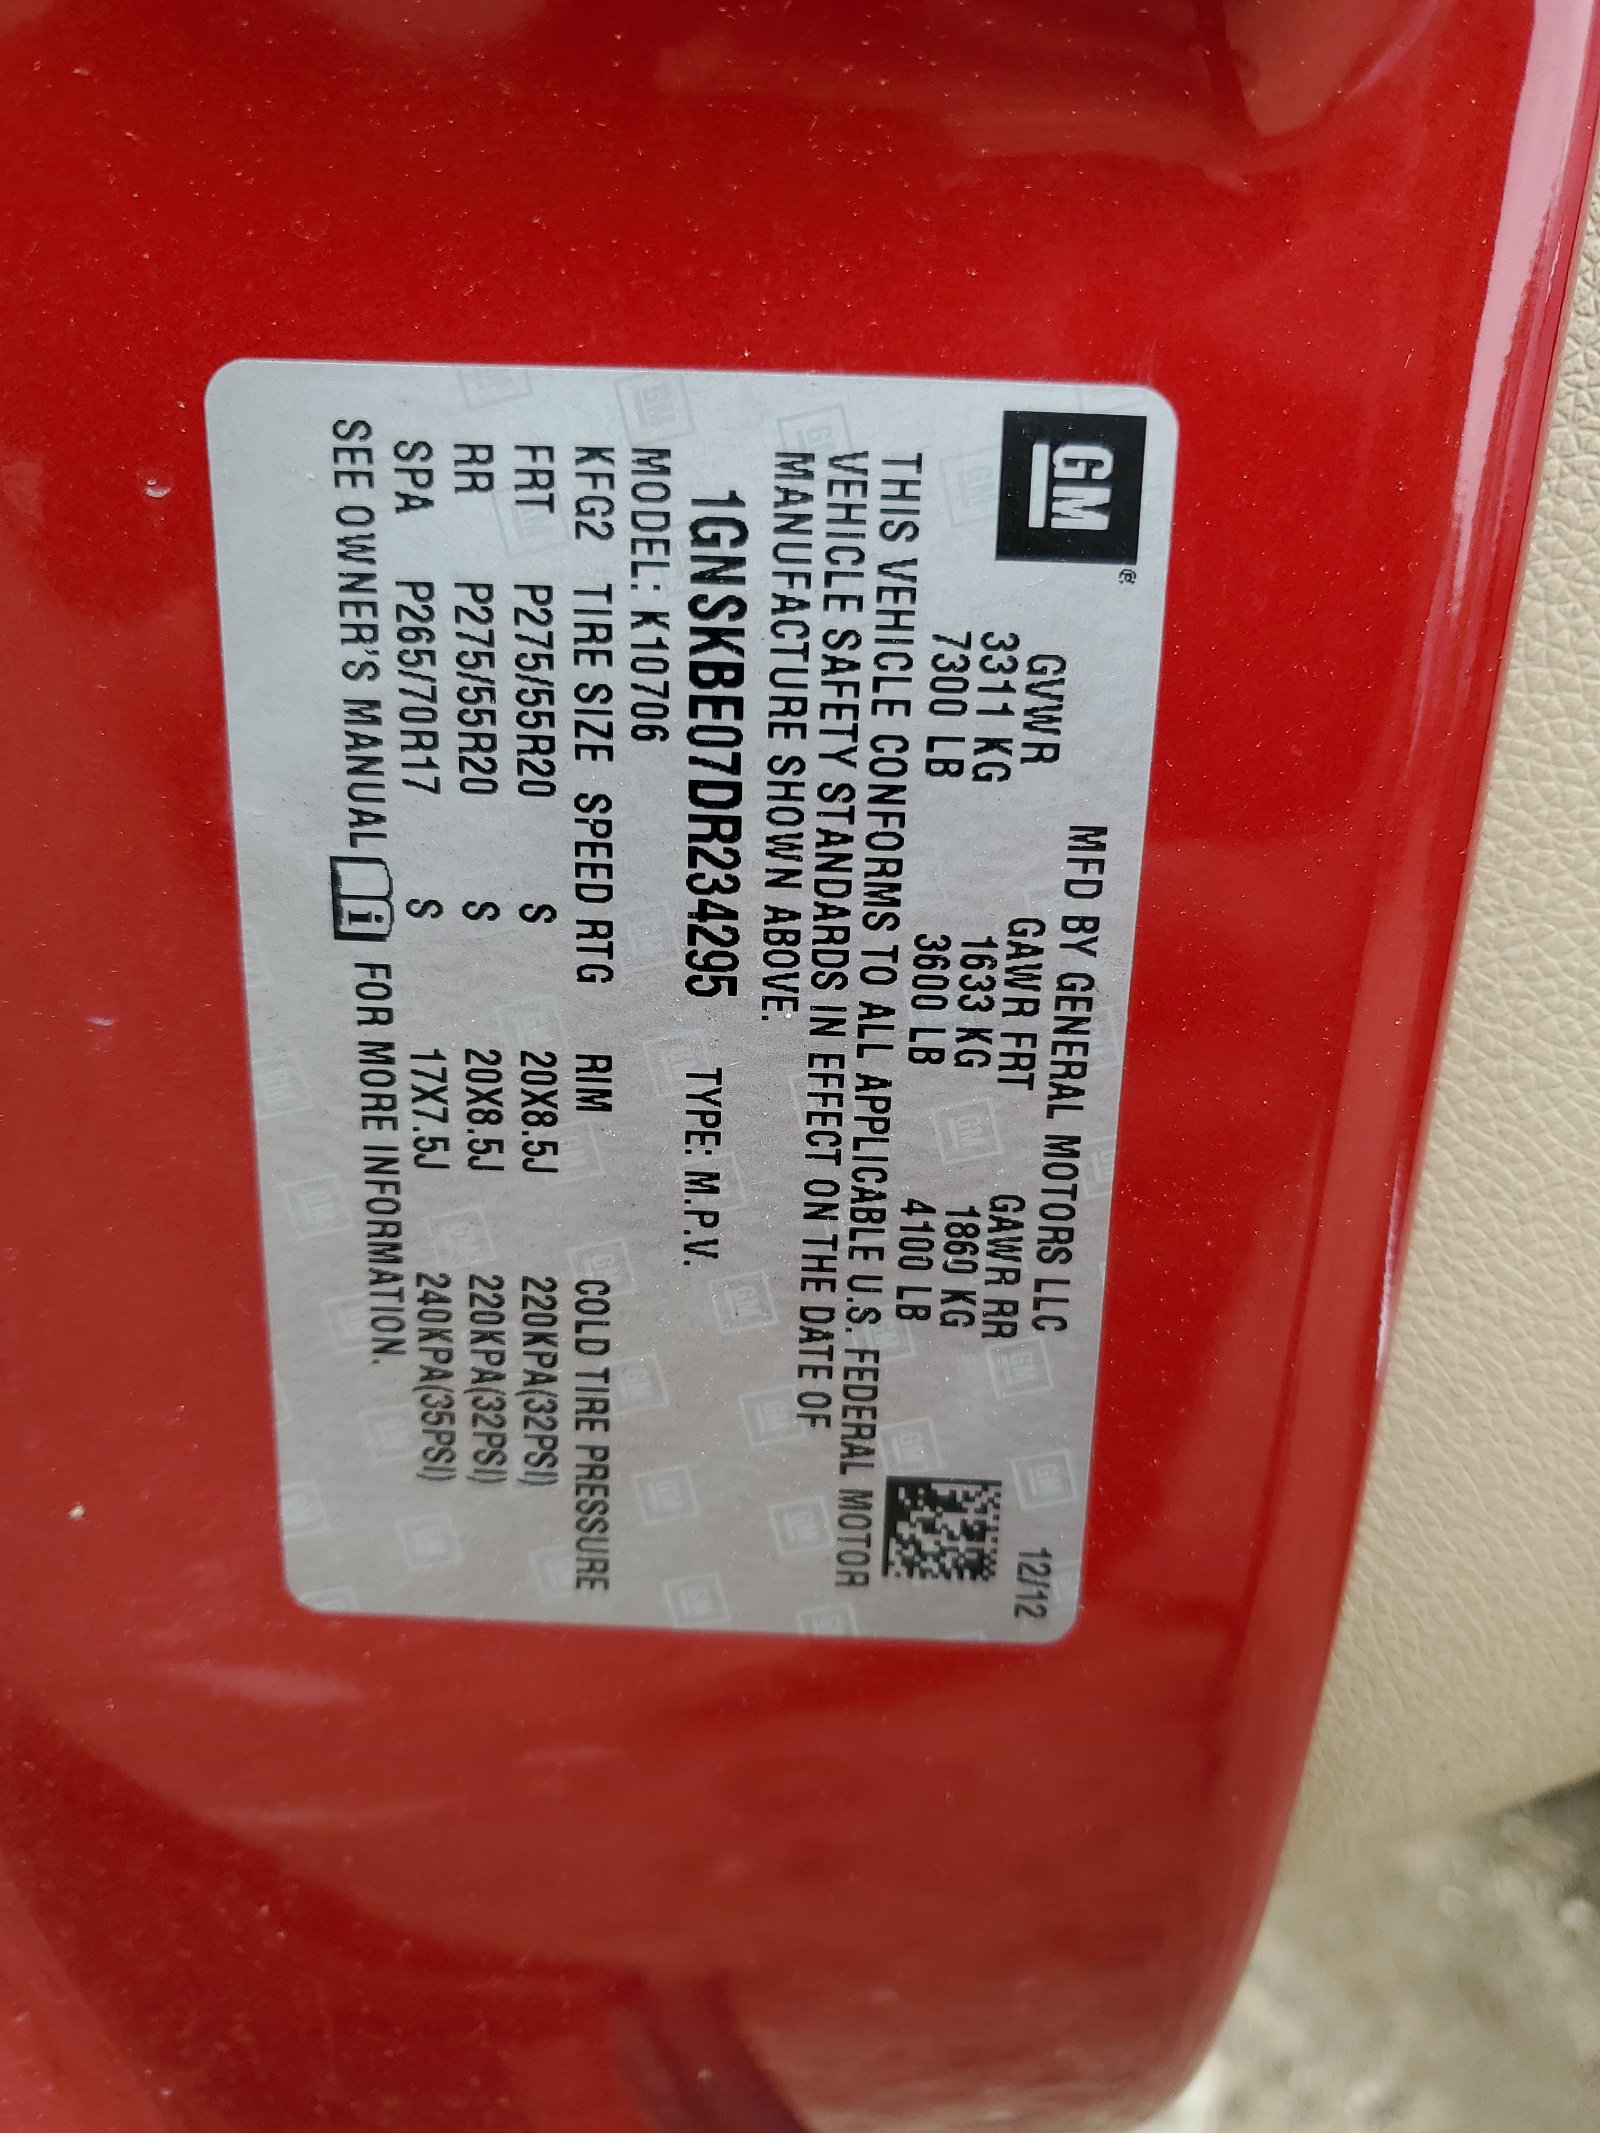 GM®
MFD BY GENERAL MOTORS LLC 12/12
GVWR GAWR FRT GAWR RR
3311 KG 1633 KG 1860 KG
7300 LB 3600 LB 4100 LB
THIS VEHICLE CONFORMS TO ALL APPLICABLE U.S. FEDERAL MOTOR
VEHICLE SAFETY STANDARDS IN EFFECT ON THE DATE OF
MANUFACTURE SHOWN ABOVE.
1GNSKBE07DR234295 TYPE: M.P.V.
MODEL: K10706
KFG2 TIRE SIZE SPEED RTG RIM COLD TIRE PRESSURE
FRT P275/55R20 S 20X8.5J 220KPA(32PSI)
RR P275/55R20 S 20X8.5J 220KPA(32PSI)
SPA P265/70R17 S 17X7.5J 240KPA(35PSI)
SEE OWNER'S MANUAL i FOR MORE INFORMATION.